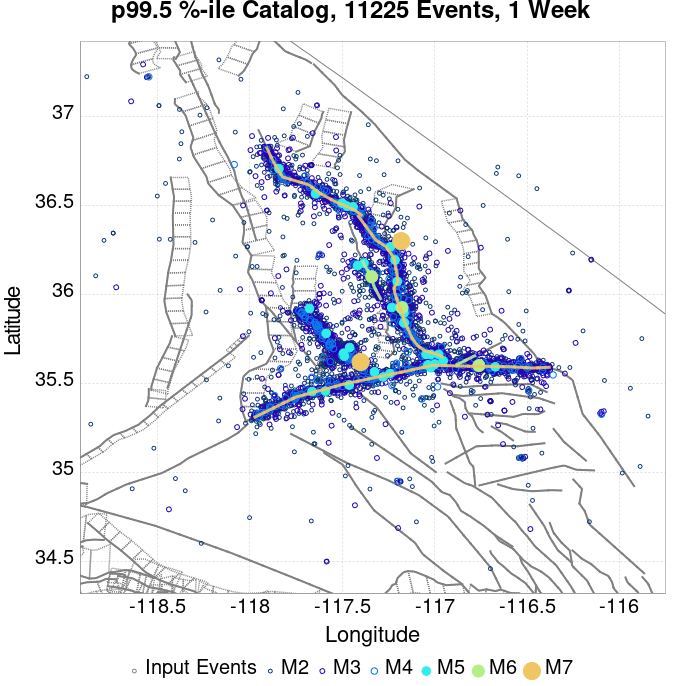 p99.5 %-ile Catalog, 11225 Events, 1 Week
37
36.5
36
35.5
35
34.5
Latitude
-118.5 -118 -117.5 -117 -116.5 -116
Longitude
Input Events M2 M3 M4 M5 M6 M7